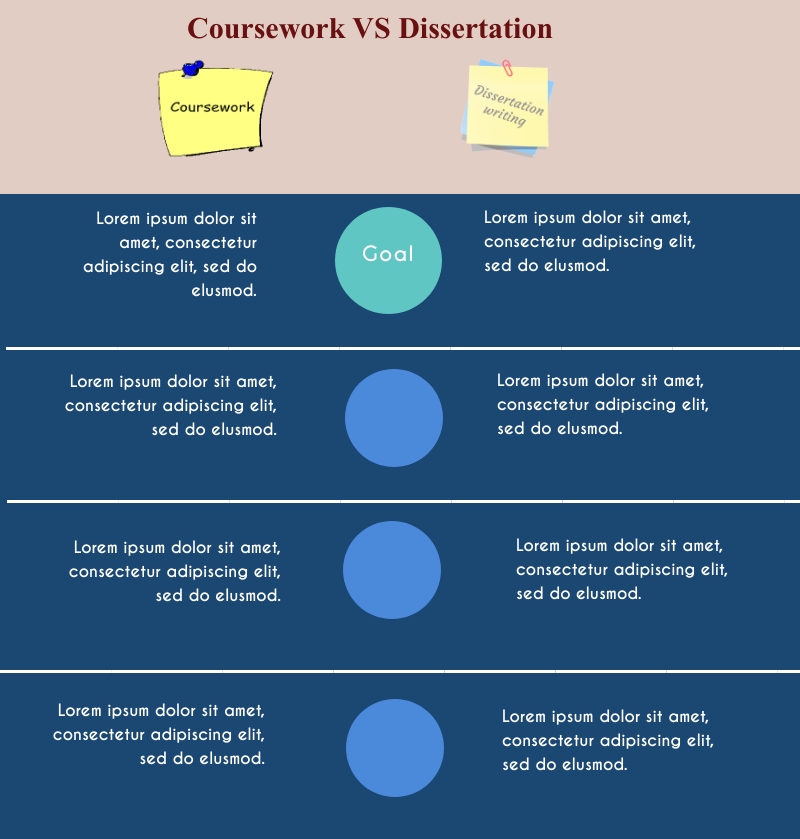 Coursework VS Dissertation
Coursework
Dissertation
writing
Lorem ipsum dolor sit
amet, consectetur
adipiscing elit, sed do
elusmod.
Goal
Lorem ipsum dolor sit amet,
consectetur adipiscing elit,
sed do elusmod.
Lorem ipsum dolor sit amet,
consectetur adipiscing elit,
sed do elusmod.
Lorem ipsum dolor sit amet,
consectetur adipiscing elit,
sed do elusmod.
Lorem ipsum dolor sit amet,
consectetur adipiscing elit,
sed do elusmod.
Lorem ipsum dolor sit amet,
consectetur adipiscing elit,
sed do elusmod.
Lorem ipsum dolor sit amet,
consectetur adipiscing elit,
sed do elusmod.
Lorem ipsum dolor sit amet,
consectetur adipiscing elit,
sed do elusmod.